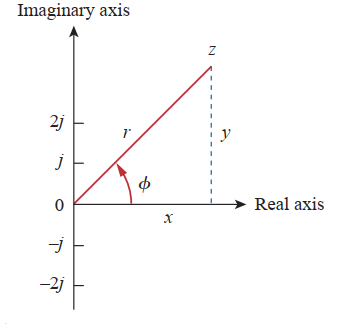 Imaginary axis
z
2j
r
y
j
ϕ
0
Real axis
x
–j
–2j